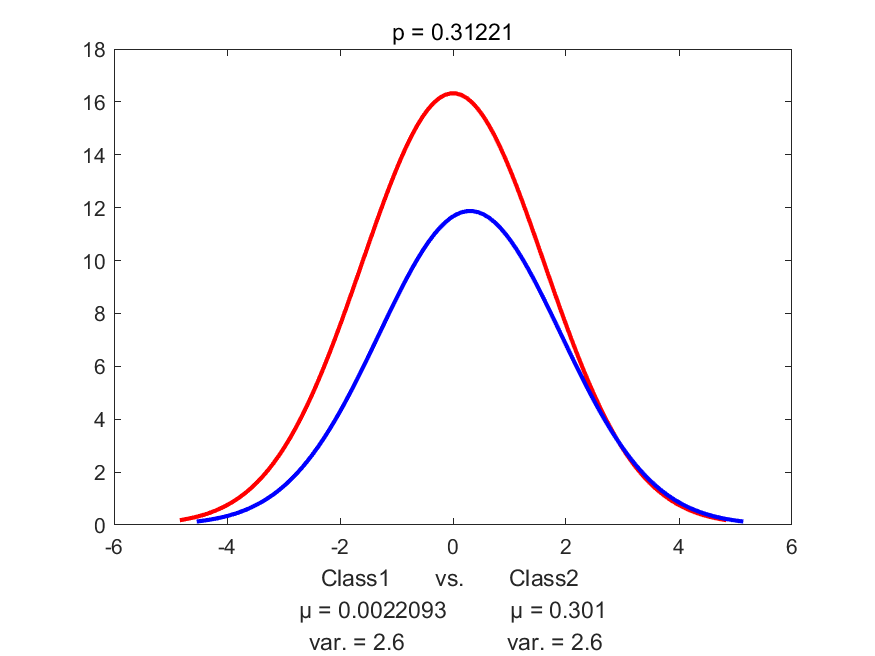 p = 0.31221
18
16
14
12
10
8
6
4
2
0
-6 -4 -2 0 2 4 6
Class1 vs. Class2
μ = 0.0022093 μ = 0.301
var. = 2.6 var. = 2.6